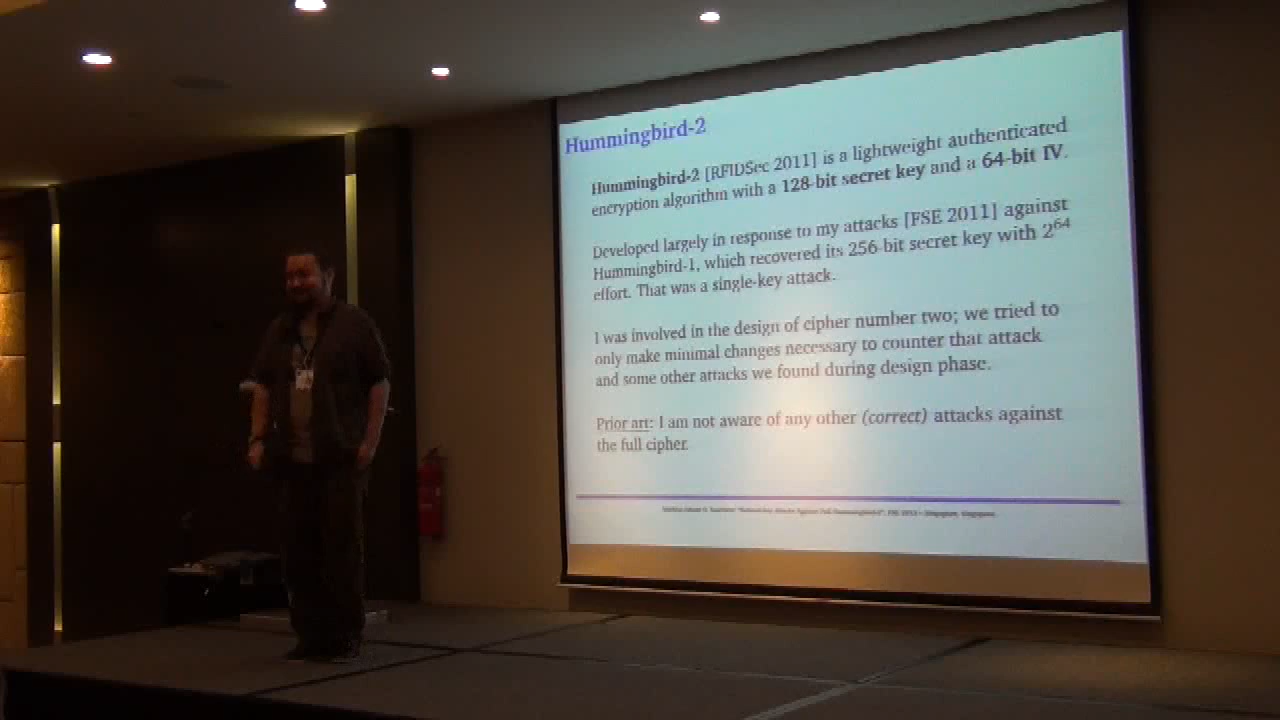 Hummingbird-2
Hummingbird-2 [RFIDSec 2011] is a lightweight authenticated
encryption algorithm with a 128-bit secret key and a 64-bit IV.
Developed largely in response to my attacks [FSE 2011] against
Hummingbird-1, which recovered its 256-bit secret key with 2⁶⁴
effort. That was a single-key attack.
I was involved in the design of cipher number two; we tried to
only make minimal changes necessary to counter that attack
and some other attacks we found during design phase.
Prior art: I am not aware of any other (correct) attacks against
the full cipher.